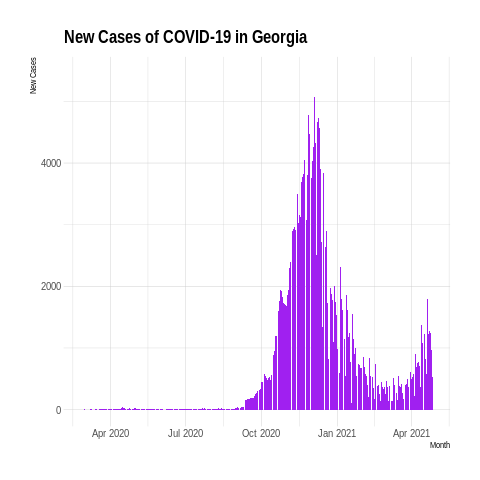 New Cases of COVID-19 in Georgia
New Cases
4000
2000
0
Apr 2020 Jul 2020 Oct 2020 Jan 2021 Apr 2021
Month